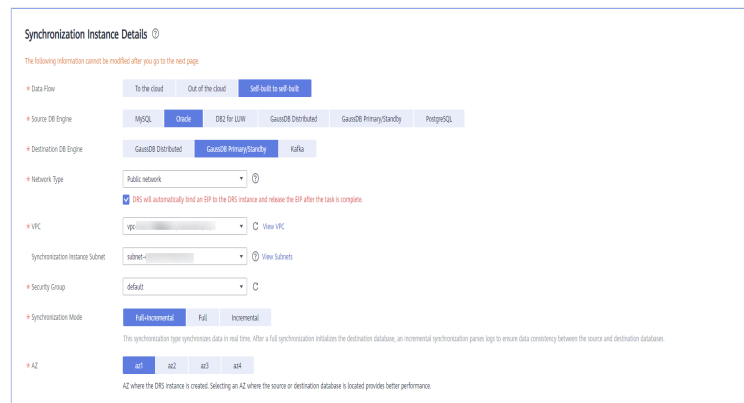 Synchronization Instance Details ?
The following information cannot be modified after you go to the next page.
* Data Flow To the cloud Out of the cloud Self-built to self-built
* Source DB Engine MySQL Oracle DB2 for LUW GaussDB Distributed GaussDB Primary/Standby PostgreSQL
* Destination DB Engine GaussDB Distributed GaussDB Primary/Standby Kafka
* Network Type Public network ?
DRS will automatically bind an EIP to the DRS instance and release the EIP after the task is complete.
* VPC vpc- View VPC
Synchronization Instance Subnet subnet- ? View Subnets
* Security Group default
* Synchronization Mode Full+Incremental Full Incremental
This synchronization type synchronizes data in real time. After a full synchronization initializes the destination database, an incremental synchronization parses logs to ensure data consistency between the source and destination databases.
* AZ az1 az2 az3 az4
AZ where the DRS instance is created. Selecting an AZ where the source or destination database is located provides better performance.